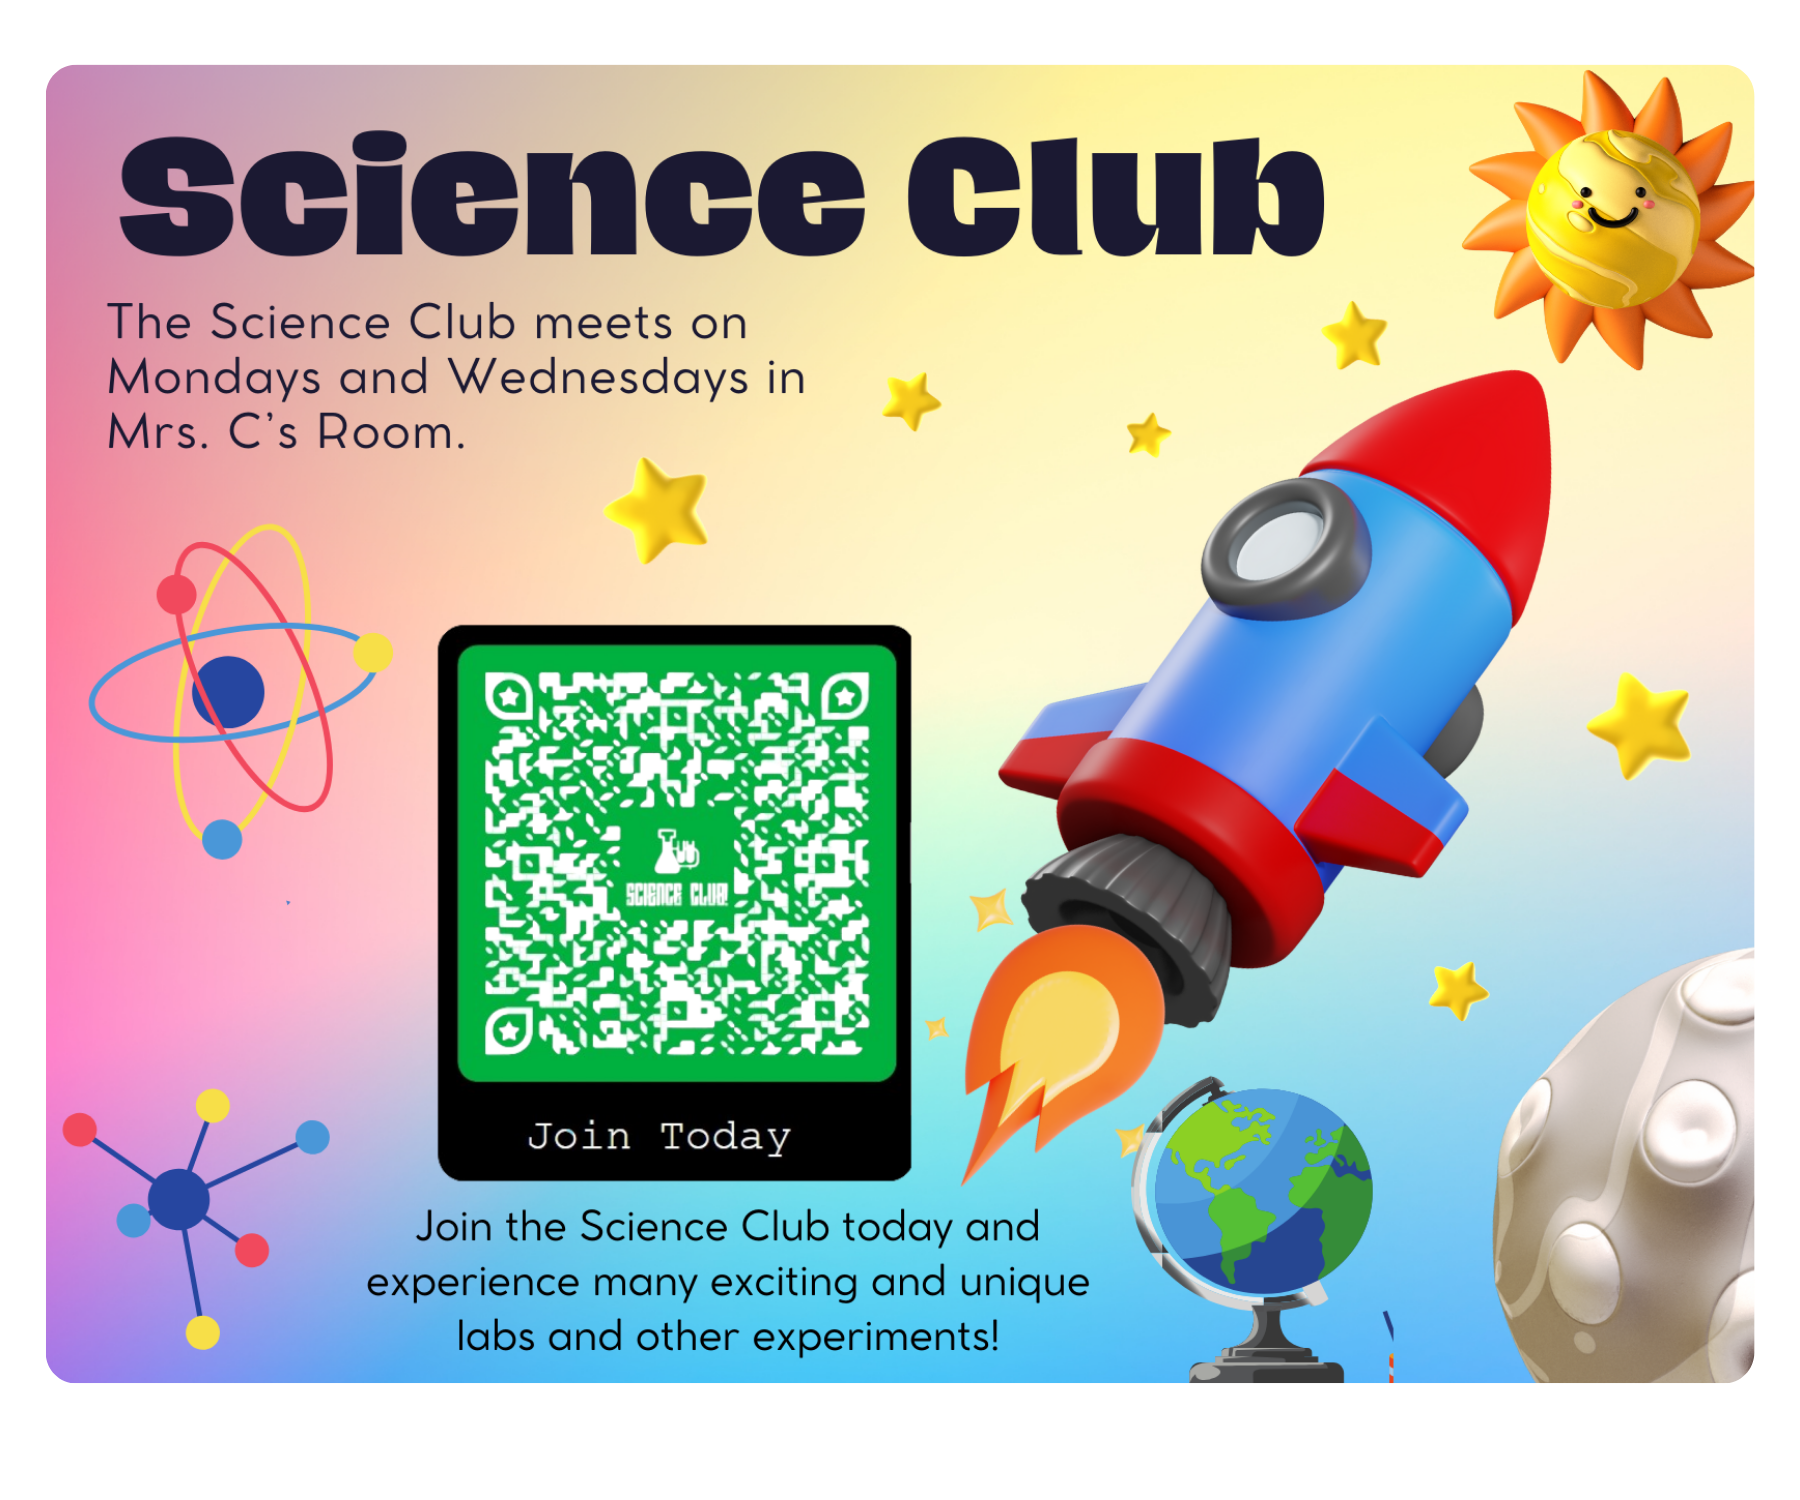 Science Club
The Science Club meets on
Mondays and Wednesdays in
Mrs. C's Room.
SCIENCE CLUB
Join Today
Join the Science Club today and
experience many exciting and unique
labs and other experiments!